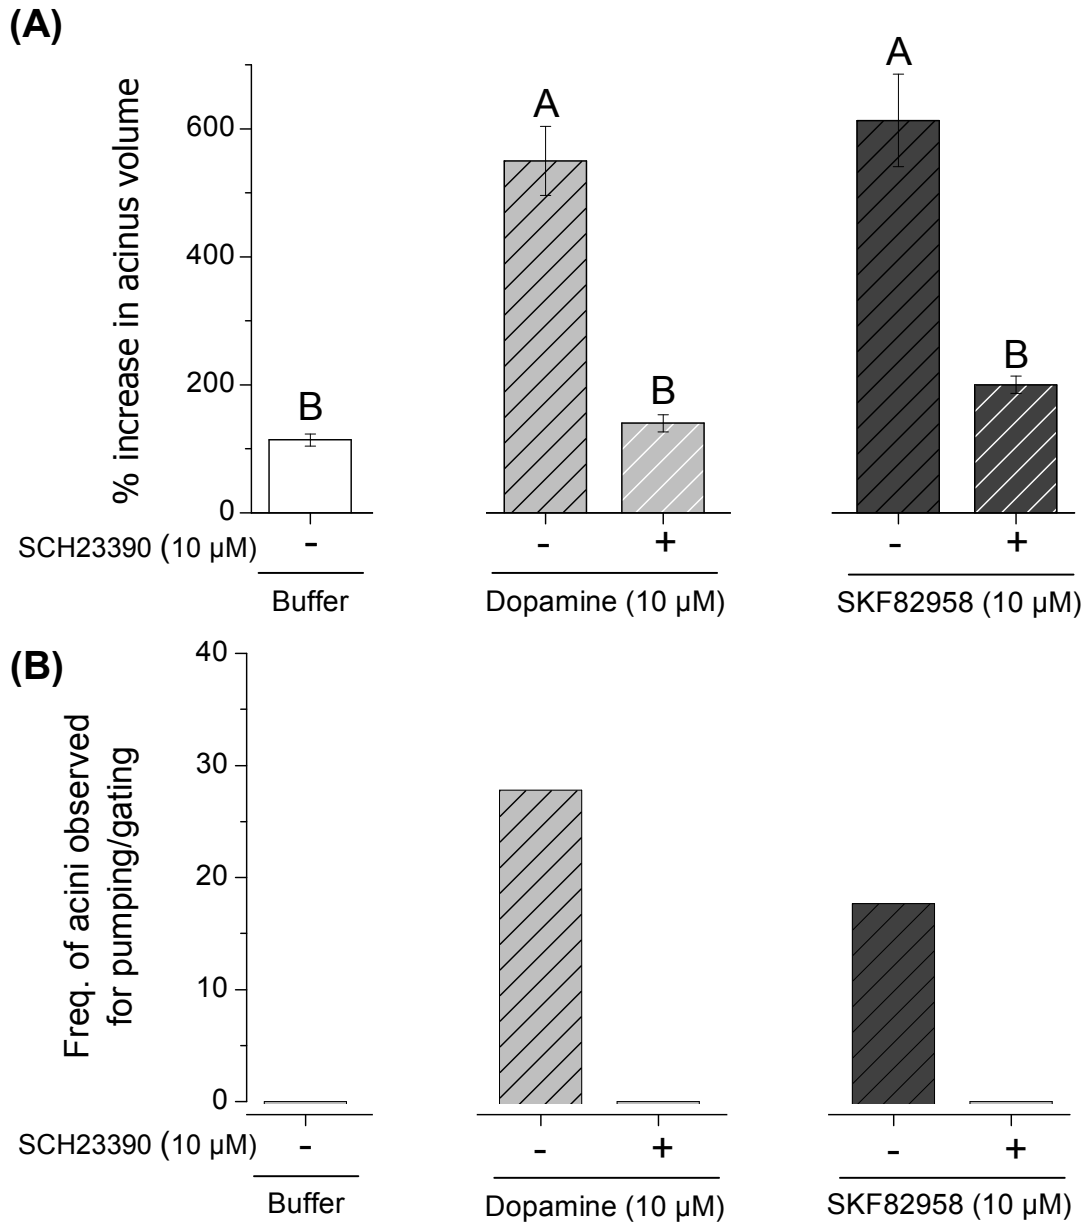 (A)
% increase in acinus volume
600
400
200
0
B
A
B
A
B
SCH23390 (10 µM)
-
-
+
-
+
Buffer
Dopamine (10 µM)
SKF82958 (10 µM)
(B)
Freq. of acini observed
for pumping/gating
40
30
20
10
0
SCH23390 (10 µM)
-
-
+
-
+
Buffer
Dopamine (10 µM)
SKF82958 (10 µM)